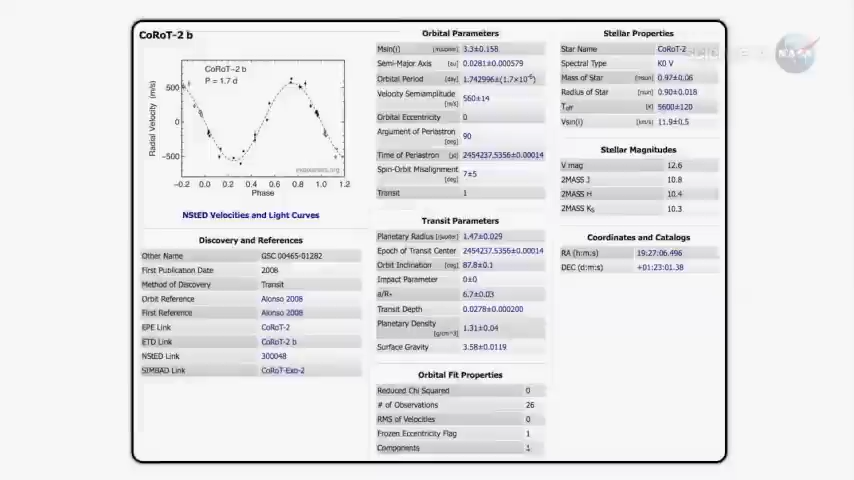 CoRoT-2 b
CoRoT-2 b
P = 1.7 d
Radial Velocity (m/s)
500
0
-500
exoplanets.org
-0.2 0.0 0.2 0.4 0.6 0.8 1.0 1.2
Phase
NStED Velocities and Light Curves
Discovery and References
Other Name GSC 00465-01282
First Publication Date 2008
Method of Discovery Transit
Orbit Reference Alonso 2008
First Reference Alonso 2008
EPE Link CoRoT-2
ETD Link CoRoT-2 b
NStED Link 300048
SIMBAD Link CoRoT-Exo-2
Orbital Parameters
Msin(i) 3.3±0.158
Semi-Major Axis [au] 0.0281±0.000579
Orbital Period [day] 1.742996±(1.7×10⁻⁶)
Velocity Semiamplitude 560±14
[m/s]
Orbital Eccentricity 0
Argument of Periastron 90
[deg]
Time of Periastron [jd] 2454237.5356±0.00014
Spin-Orbit Misalignment 7±5
[deg]
Transit 1
Transit Parameters
Planetary Radius 1.47±0.029
Epoch of Transit Center 2454237.5356±0.00014
Orbit Inclination [deg] 87.8±0.1
Impact Parameter 0±0
a/R* 6.7±0.03
Transit Depth 0.0278±0.000200
Planetary Density 1.31±0.04
[g/cm^3]
Surface Gravity 3.58±0.0119
Orbital Fit Properties
Reduced Chi Squared 0
# of Observations 26
RMS of Velocities 0
Frozen Eccentricity Flag 1
Components 1
Stellar Properties
Star Name CoRoT-2
Spectral Type K0 V
Mass of Star [msun] 0.97±0.06
Radius of Star [rsun] 0.90±0.018
Teff [K] 5600±120
Vsin(i) [km/s] 11.9±0.5
Stellar Magnitudes
V mag 12.6
2MASS J 10.8
2MASS H 10.4
2MASS Ks 10.3
Coordinates and Catalogs
RA (h:m:s) 19:27:06.496
DEC (d:m:s) +01:23:01.38
NASA